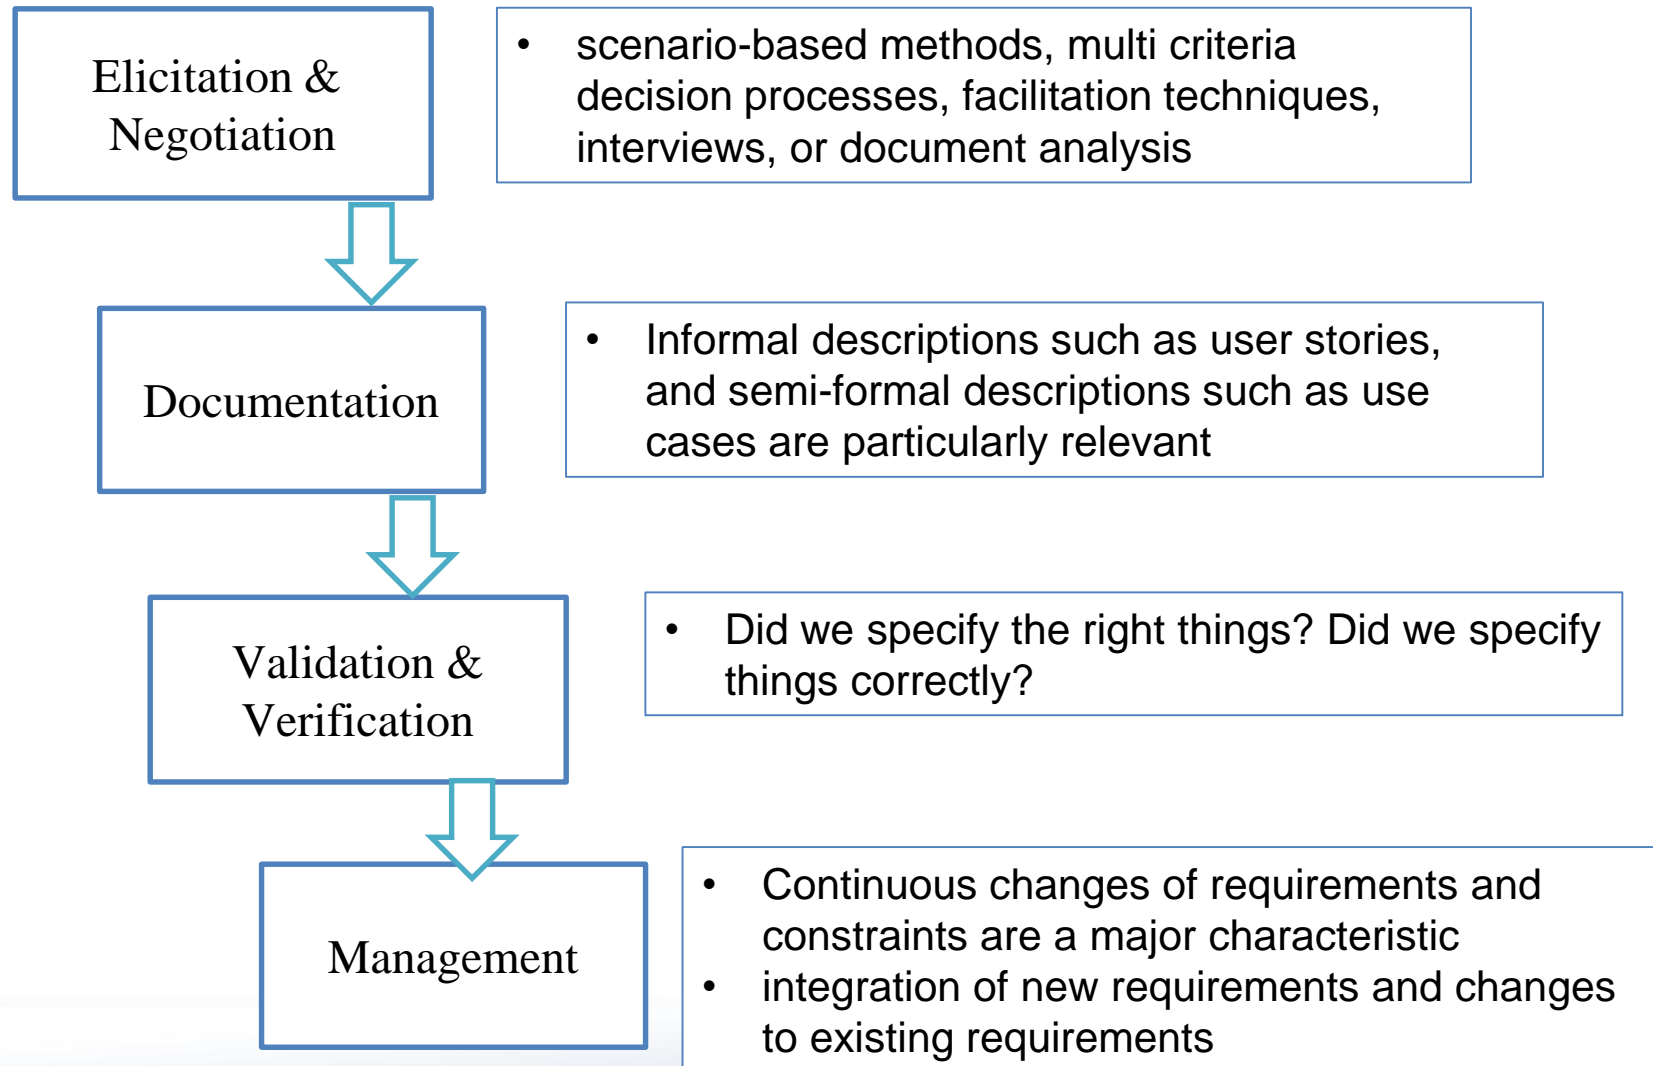 Elicitation &
Negotiation
• scenario-based methods, multi criteria
decision processes, facilitation techniques,
interviews, or document analysis
Documentation
• Informal descriptions such as user stories,
and semi-formal descriptions such as use
cases are particularly relevant
Validation &
Verification
• Did we specify the right things? Did we specify
things correctly?
Management
• Continuous changes of requirements and
constraints are a major characteristic
• integration of new requirements and changes
to existing requirements